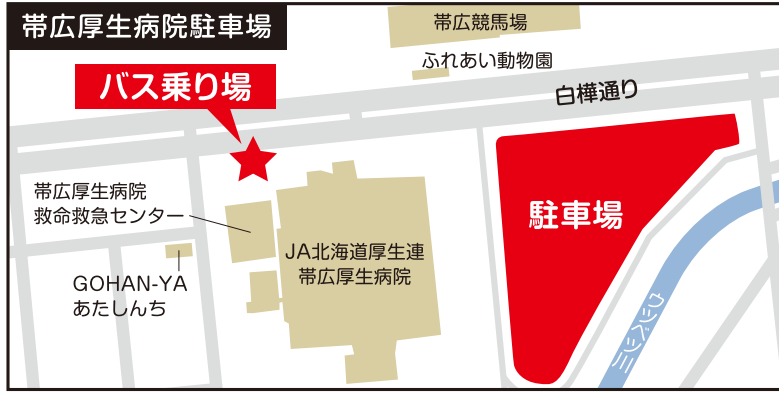 帯広厚生病院駐車場
帯広競馬場
ふれあい動物園
バス乗り場
白樺通り
帯広厚生病院
救命救急センター
駐車場
JA北海道厚生連
帯広厚生病院
GOHAN-YA
あたしんち
ウツベツ川